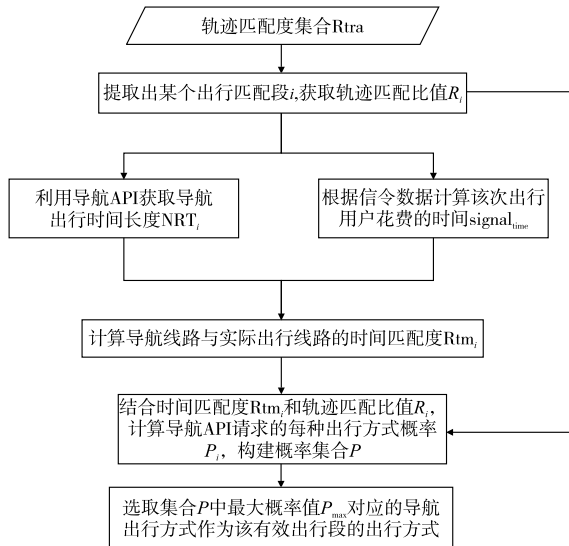 轨迹匹配度集合Rtra
提取出某个出行匹配段i,获取轨迹匹配比值Ri
利用导航API获取导航
出行时间长度NRTi
根据信令数据计算该次出行
用户花费的时间signaltime
计算导航线路与实际出行线路的时间匹配度Rtmi
结合时间匹配度Rtmi和轨迹匹配比值Ri，
计算导航API请求的每种出行方式概率
Pi，构建概率集合P
选取集合P中最大概率值Pmax对应的导航
出行方式作为该有效出行段的出行方式